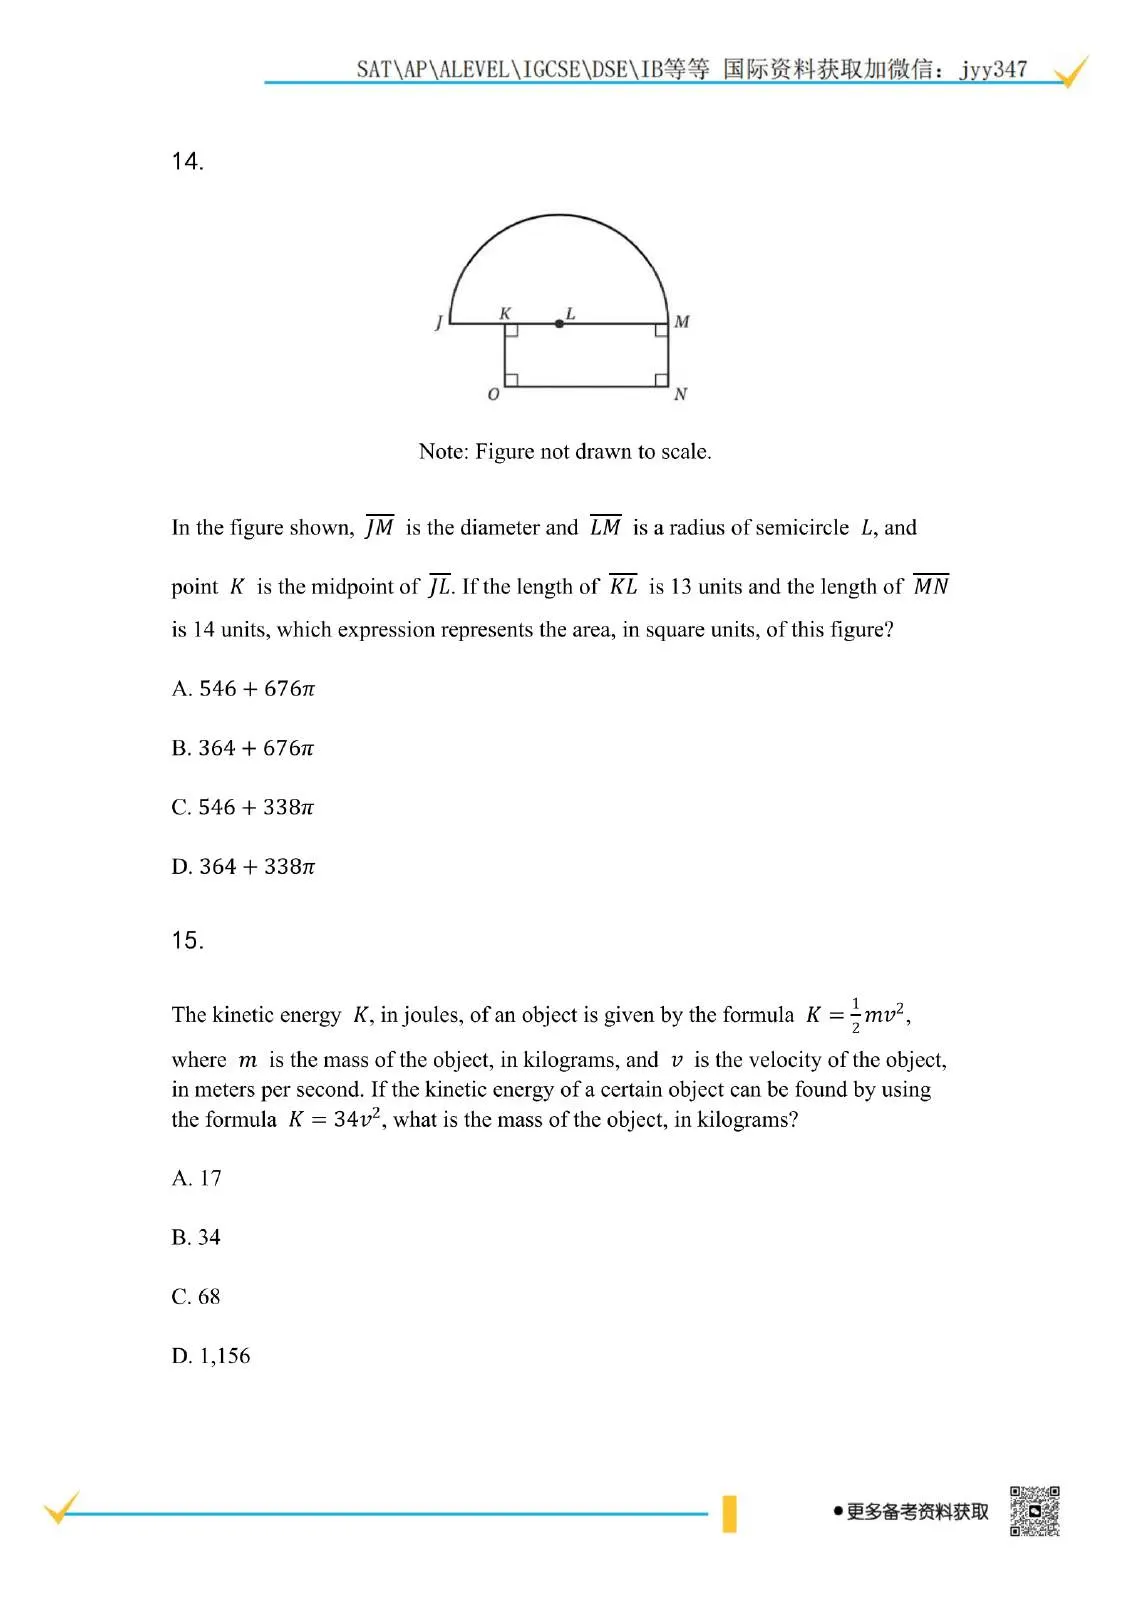 SAT\AP\ALEVEL\IGCSE\DSE\IB等等 国际资料获取加微信：jyy347
14.
J
K
L
M
O
N
Note: Figure not drawn to scale.
In the figure shown, J͞M͞ is the diameter and L͞M͞ is a radius of semicircle L, and
point K is the midpoint of J͞L͞. If the length of K͞L͞ is 13 units and the length of M͞N͞
is 14 units, which expression represents the area, in square units, of this figure?
A. 546 + 676π
B. 364 + 676π
C. 546 + 338π
D. 364 + 338π
15.
The kinetic energy K, in joules, of an object is given by the formula K = ½mv²,
where m is the mass of the object, in kilograms, and v is the velocity of the object,
in meters per second. If the kinetic energy of a certain object can be found by using
the formula K = 34v², what is the mass of the object, in kilograms?
A. 17
B. 34
C. 68
D. 1,156
●更多备考资料获取